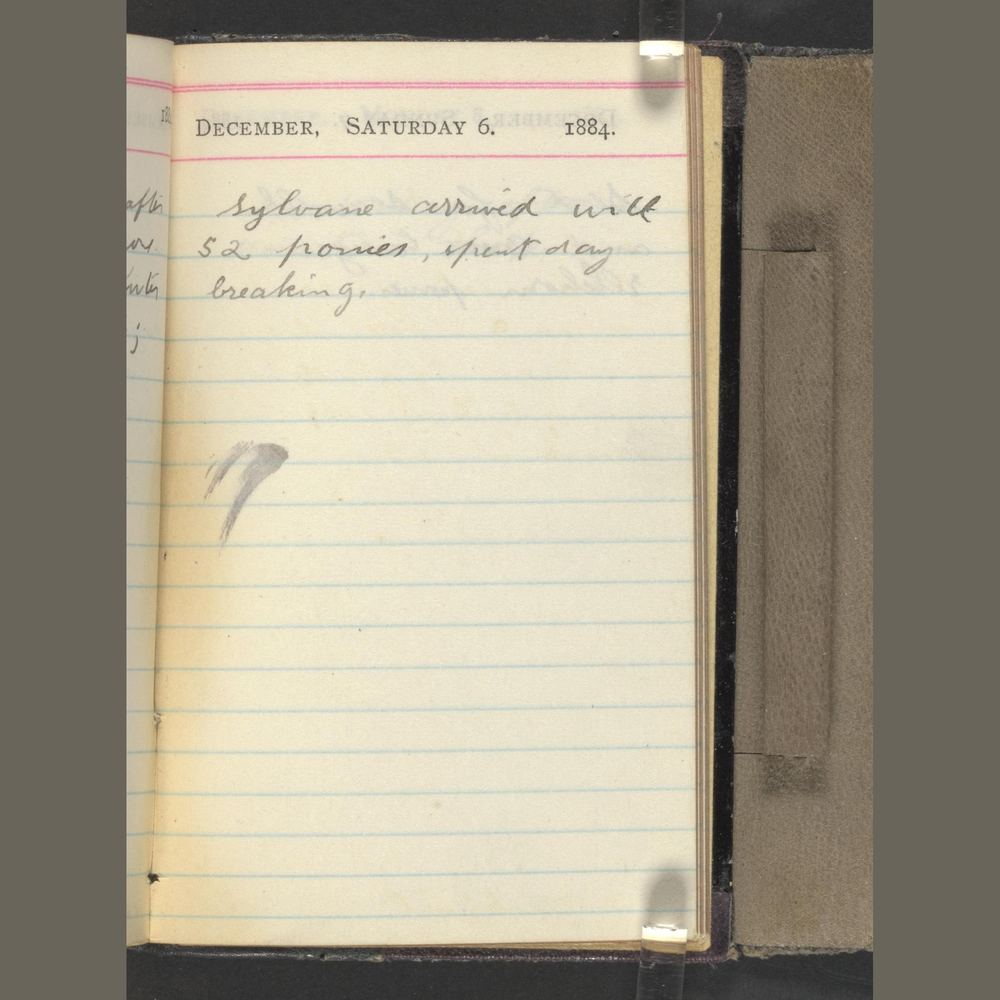 DECEMBER, SATURDAY 6. 1884.
Sylvane arrived with
52 ponies, spent day
breaking.